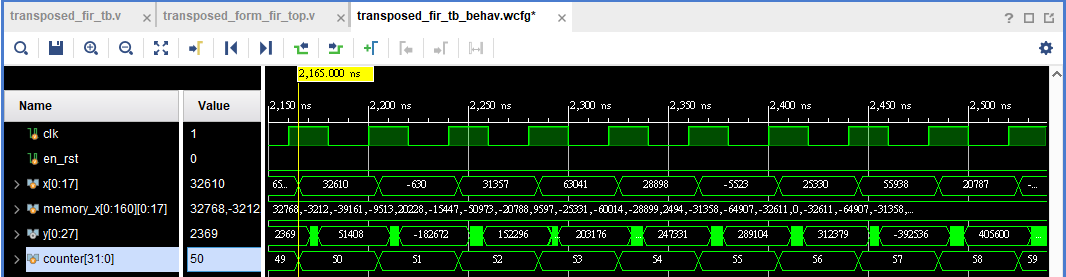 transposed_fir_tb.v × transposed_form_fir_top.v × transposed_fir_tb_behav.wcfg* ×
? 
2,165.000 ns
Name Value
2,150 ns 2,200 ns 2,250 ns 2,300 ns 2,350 ns 2,400 ns 2,450 ns 2,500 ns
clk 1
en_rst 0
x[0:17] 32610 65... 32610 -630 31357 63041 28898 -5523 25330 55938 20787 -...
memory_x[0:160][0:17] 32768,-3212 32768,-3212,-39161,-9513,20228,-15447,-50973,-20788,9597,-25331,-60014,-28899,2494,-31358,-64907,-32611,0,-32611,-64907,-31358,...
y[0:27] 2369 2369 51408 -182672 152296 203176 247331 289104 312379 -392536 405600
counter[31:0] 50 49 50 51 52 53 54 55 56 57 58 59